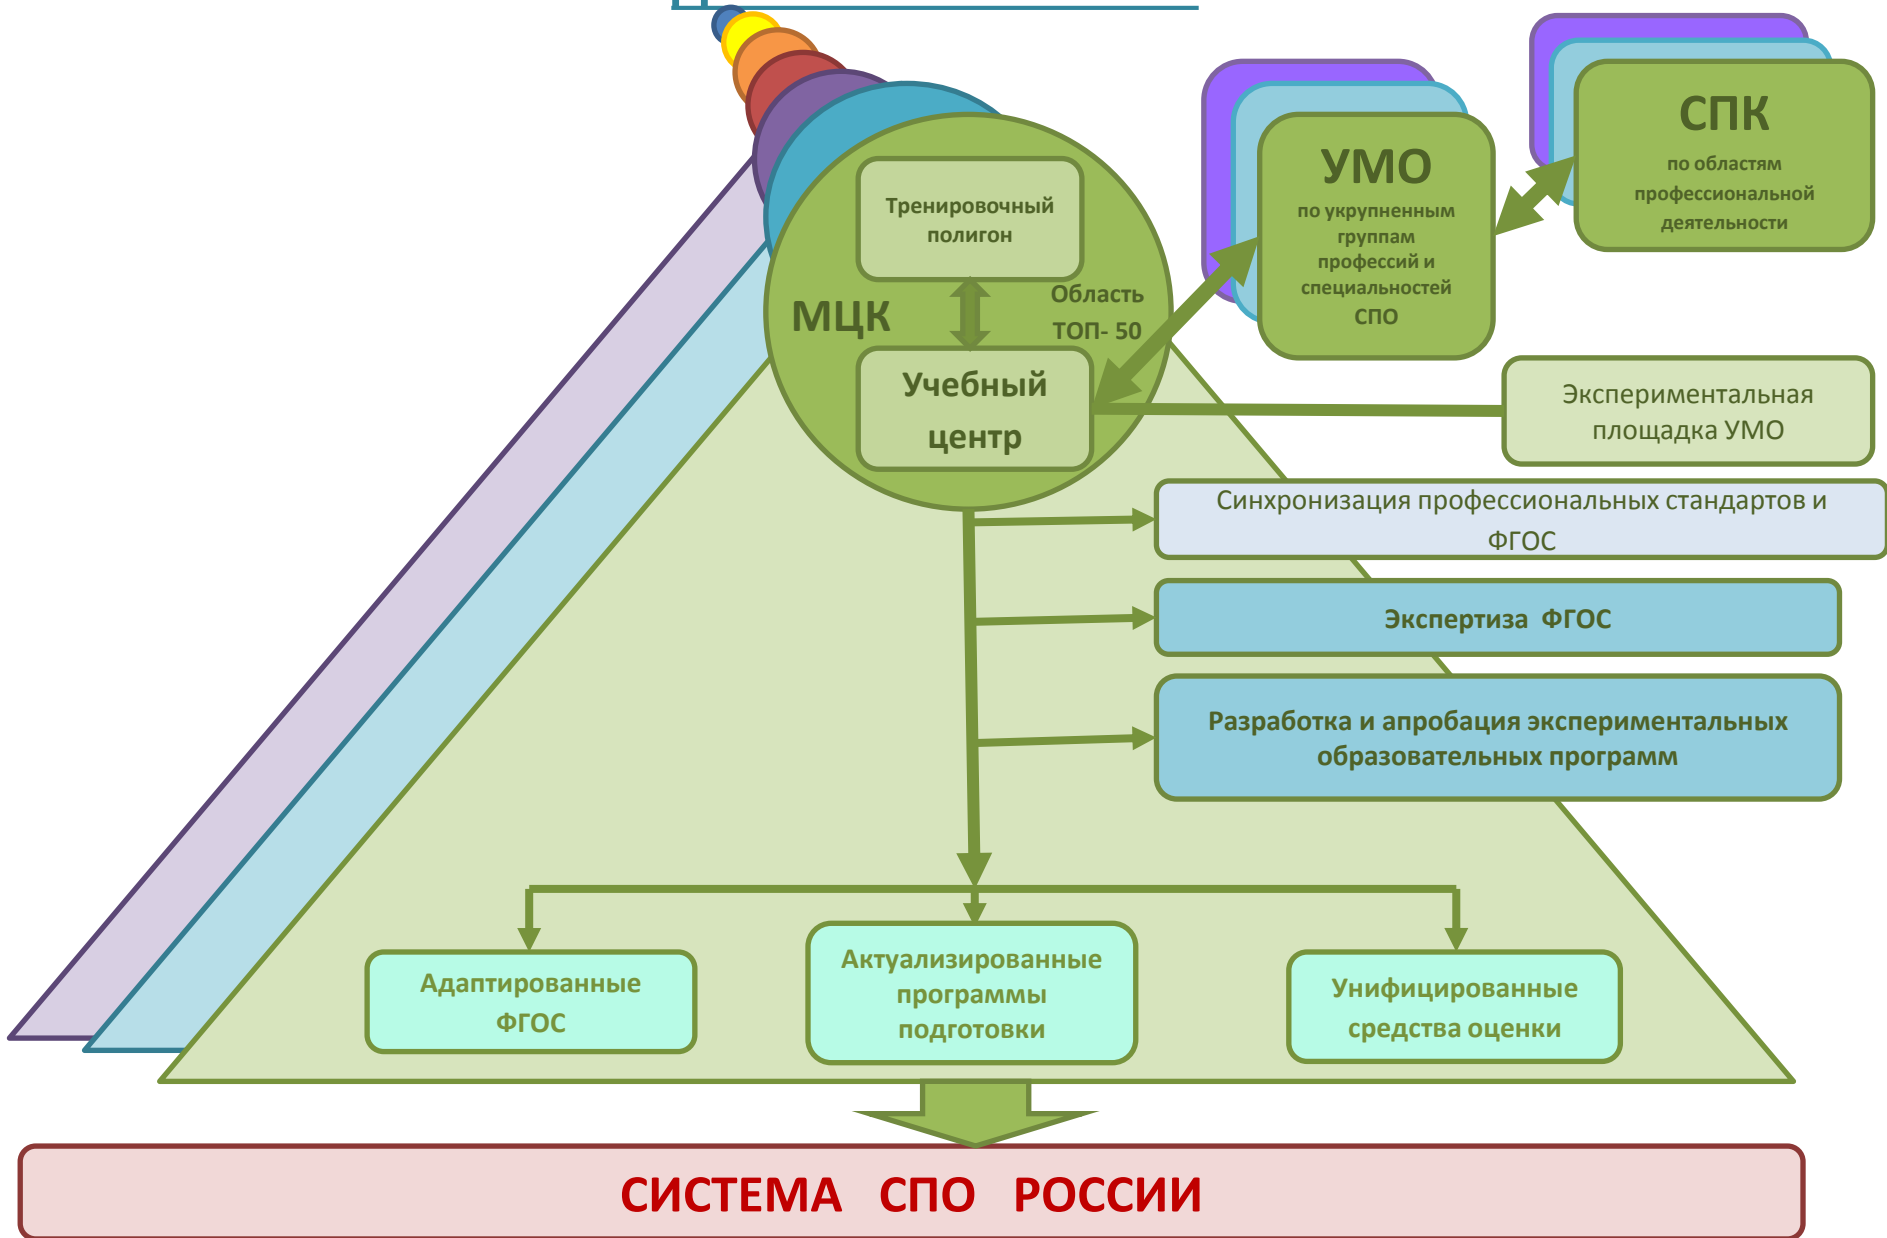 СПК
по областям
профессиональной
деятельности
УМО
по укрупненным
группам
профессий и
специальностей
СПО
Тренировочный
полигон
МЦК
Область
ТОП- 50
Учебный
центр
Экспериментальная
площадка УМО
Синхронизация профессиональных стандартов и
ФГОС
Экспертиза ФГОС
Разработка и апробация экспериментальных
образовательных программ
Адаптированные
ФГОС
Актуализированные
программы
подготовки
Унифицированные
средства оценки
СИСТЕМА СПО РОССИИ